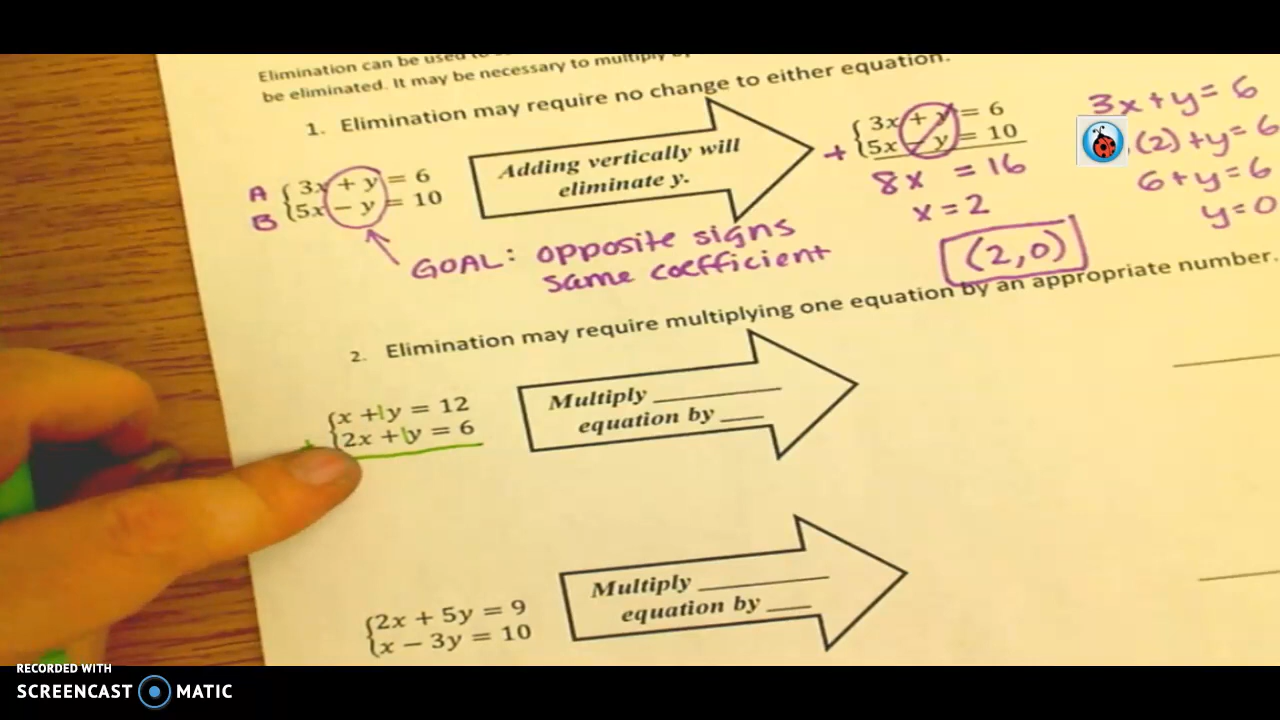 Elimination can be used to
be eliminated. It may be necessary to multiply
1. Elimination may require no change to either equation.
A { 3x + y = 6
B { 5x − y = 10
Adding vertically will
eliminate y.
{ 3x + y = 6
+ { 5x − y = 10
8x = 16
x = 2
(2,0)
3x + y = 6
(2) + y = 6
6 + y = 6
y = 0
GOAL: opposite signs
same coefficient
2. Elimination may require multiplying one equation by an appropriate number.
{ x + 1y = 12
+ { 2x + 1y = 6
Multiply ________
equation by ___
{ 2x + 5y = 9
{ x − 3y = 10
Multiply ________
equation by ___
RECORDED WITH
SCREENCAST MATIC